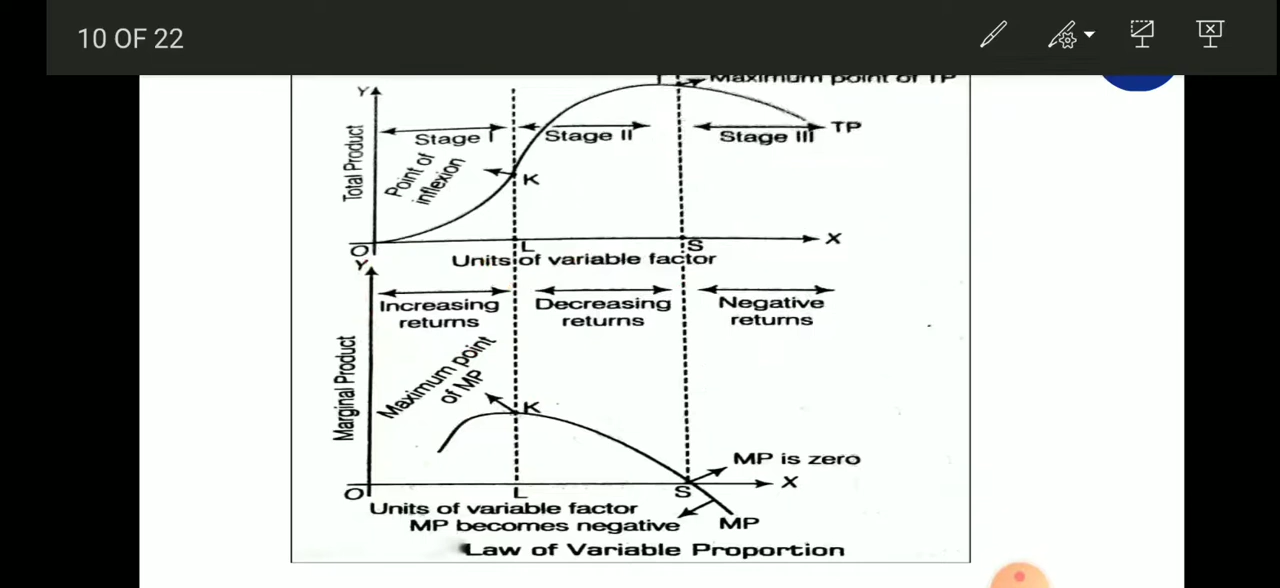 10 OF 22
Maximum point of TP
Y
Stage I
Stage II
Stage III
TP
Total Product
Point of
inflexion
K
O
L
S
X
Units of variable factor
Y
Increasing
returns
Decreasing
returns
Negative
returns
Marginal Product
Maximum point
of MP
K
MP is zero
O
L
S
X
Units of variable factor
MP becomes negative
MP
Law of Variable Proportion